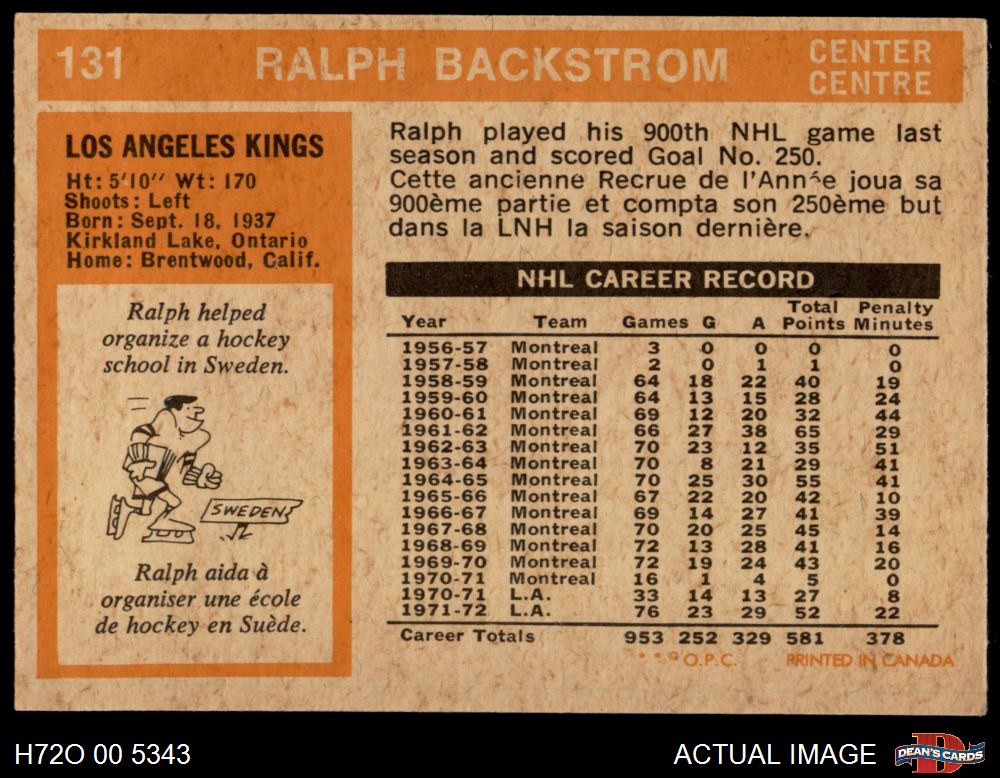 131 RALPH BACKSTROM CENTER
CENTRE
LOS ANGELES KINGS
Ht: 5'10'' Wt: 170
Shoots: Left
Born: Sept. 18, 1937
Kirkland Lake, Ontario
Home: Brentwood, Calif.
Ralph helped
organize a hockey
school in Sweden.
SWEDEN
Ralph aida à
organiser une école
de hockey en Suède.
Ralph played his 900th NHL game last
season and scored Goal No. 250.
Cette ancienne Recrue de l'Ann^e joua sa
900ème partie et compta son 250ème but
dans la LNH la saison dernière.
NHL CAREER RECORD
Year Team Games G A Total Points Penalty Minutes
1956-57 Montreal 3 0 0 0 0
1957-58 Montreal 2 0 1 1 0
1958-59 Montreal 64 18 22 40 19
1959-60 Montreal 64 13 15 28 24
1960-61 Montreal 69 12 20 32 44
1961-62 Montreal 66 27 38 65 29
1962-63 Montreal 70 23 12 35 51
1963-64 Montreal 70 8 21 29 41
1964-65 Montreal 70 25 30 55 41
1965-66 Montreal 67 22 20 42 10
1966-67 Montreal 69 14 27 41 39
1967-68 Montreal 70 20 25 45 14
1968-69 Montreal 72 13 28 41 16
1969-70 Montreal 72 19 24 43 20
1970-71 Montreal 16 1 4 5 0
1970-71 L.A. 33 14 13 27 8
1971-72 L.A. 76 23 29 52 22
Career Totals 953 252 329 581 378
* * © O.P.C. PRINTED IN CANADA
H72O 00 5343 ACTUAL IMAGE DEAN'S CARDS